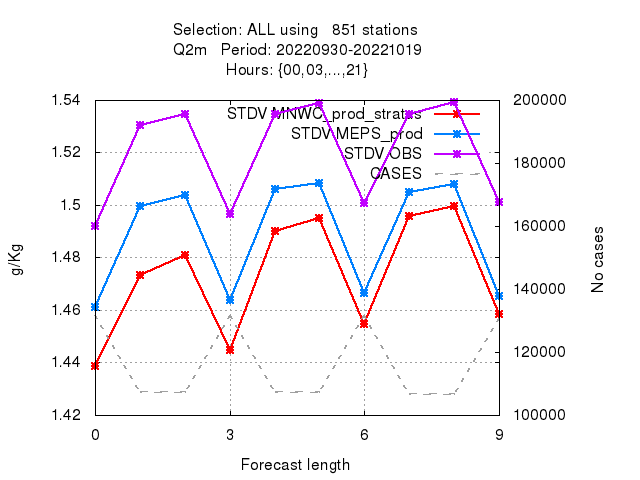 Selection: ALL using   851 stations
Q2m   Period: 20220930-20221019
Hours: {00,03,...,21}
1.54
1.52
1.5
1.48
1.46
1.44
1.42
g/Kg
STDV MNWC_prod_stratus
STDV MEPS_prod
STDV OBS
CASES
200000
180000
160000
140000
120000
100000
No cases
0 3 6 9
Forecast length